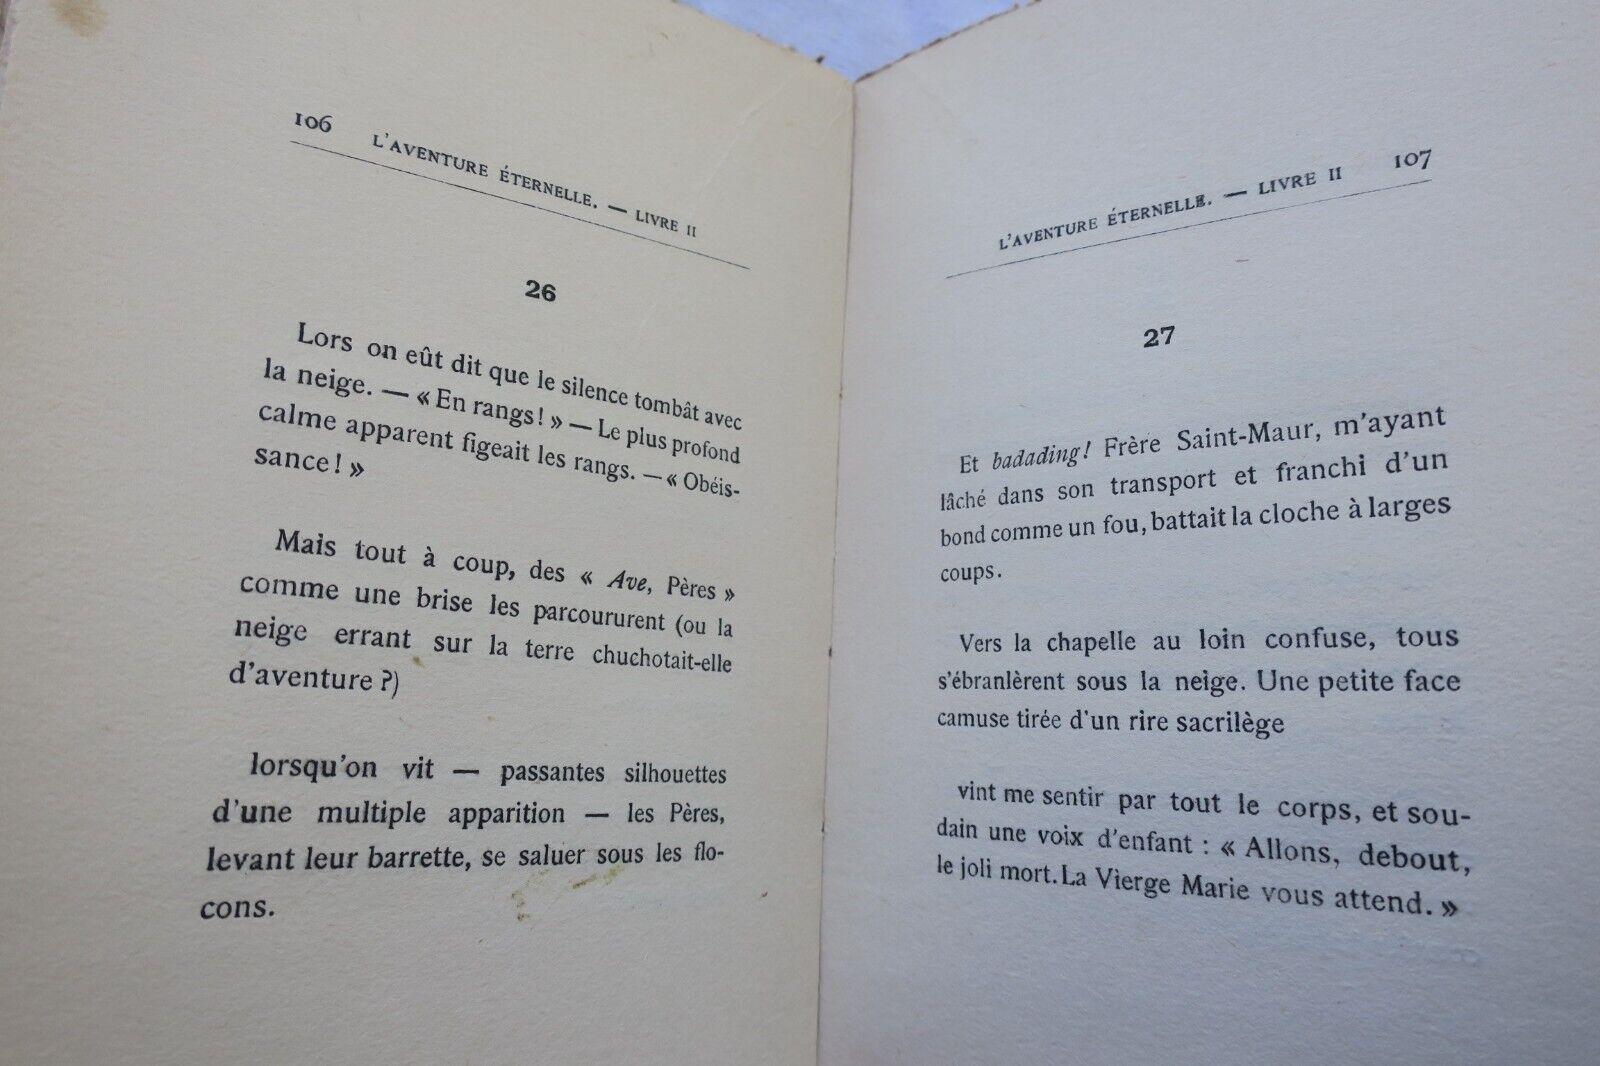 106 L'AVENTURE ÉTERNELLE. — LIVRE II
26
Lors on eût dit que le silence tombât avec
la neige. — « En rangs ! » — Le plus profond
calme apparent figeait les rangs. — « Obéis-
sance ! »
Mais tout à coup, des « Ave, Pères »
comme une brise les parcoururent (ou la
neige errant sur la terre chuchotait-elle
d'aventure ?)
lorsqu'on vit — passantes silhouettes
d'une multiple apparition — les Pères,
levant leur barrette, se saluer sous les flo-
cons.
L'AVENTURE ÉTERNELLE. — LIVRE II 107
27
Et badading ! Frère Saint-Maur, m'ayant
lâché dans son transport et franchi d'un
bond comme un fou, battait la cloche à larges
coups.
Vers la chapelle au loin confuse, tous
s'ébranlèrent sous la neige. Une petite face
camuse tirée d'un rire sacrilège
vint me sentir par tout le corps, et sou-
dain une voix d'enfant : « Allons, debout,
le joli mort. La Vierge Marie vous attend. »